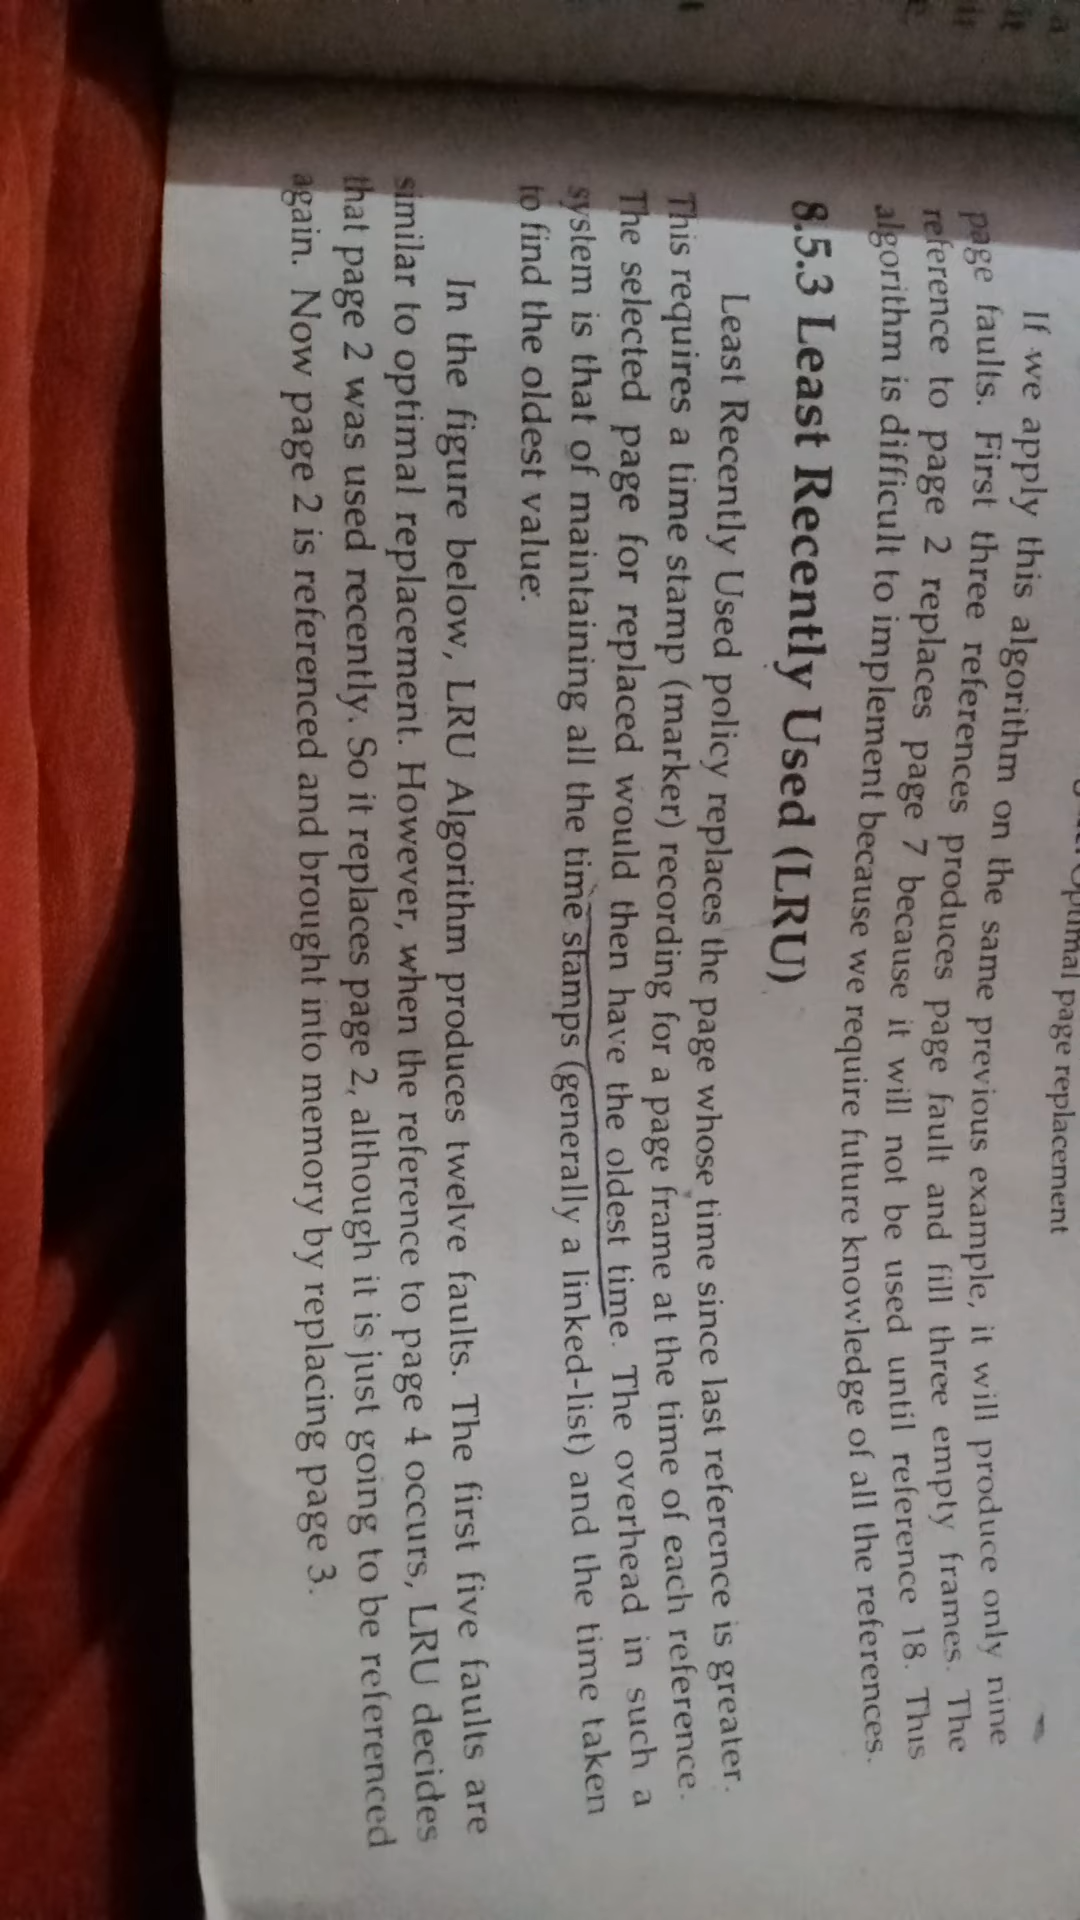 optimal page replacement
If we apply this algorithm on the same previous example, it will produce only nine
page faults. First three references produces page fault and fill three empty frames. The
reference to page 2 replaces page 7 because it will not be used until reference 18. This
algorithm is difficult to implement because we require future knowledge of all the references.
8.5.3 Least Recently Used (LRU)
Least Recently Used policy replaces the page whose time since last reference is greater.
This requires a time stamp (marker) recording for a page frame at the time of each reference.
The selected page for replaced would then have the oldest time. The overhead in such a
system is that of maintaining all the time stamps (generally a linked-list) and the time taken
to find the oldest value.
In the figure below, LRU Algorithm produces twelve faults. The first five faults are
similar to optimal replacement. However, when the reference to page 4 occurs, LRU decides
that page 2 was used recently. So it replaces page 2, although it is just going to be referenced
again. Now page 2 is referenced and brought into memory by replacing page 3.